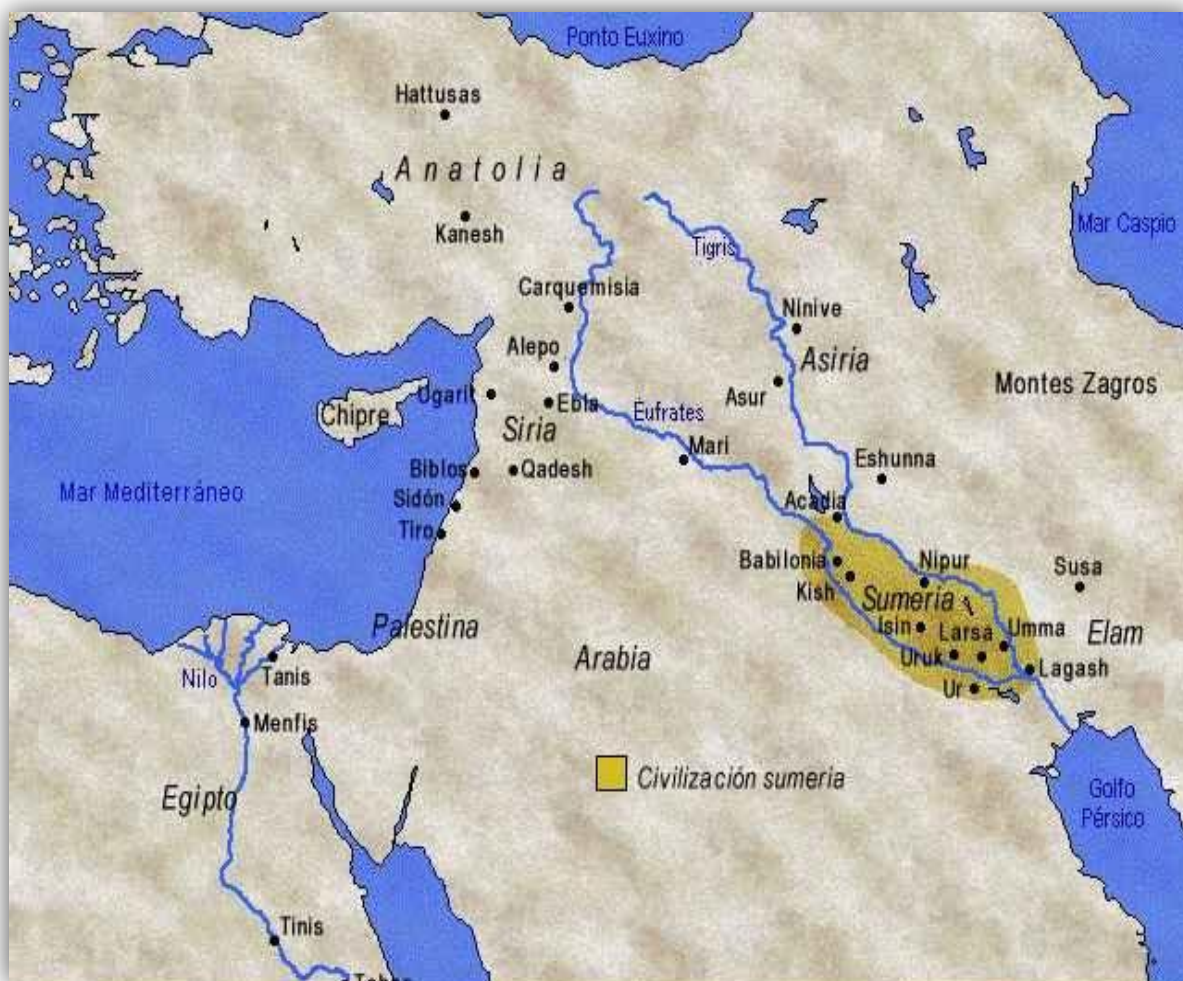 Ponto Euxino
Hattusas
Anatolia
Kanesh
Mar Caspio
Tigris
Carquemisia
Ninive
Alepo
Asiria
Montes Zagros
Asur
Ugarit
Ebla
Chipre
Siria
Éufrates
Mari
Eshunna
Biblos
Qadesh
Mar Mediterráneo
Sidón
Acadia
Tiro
Babilonia
Nipur
Susa
Kish
Sumeria
Palestina
Isin
Larsa
Umma
Elam
Arabia
Uruk
Lagash
Nilo
Tanis
Ur
Menfis
Civilización sumeria
Egipto
Golfo
Pérsico
Tinis